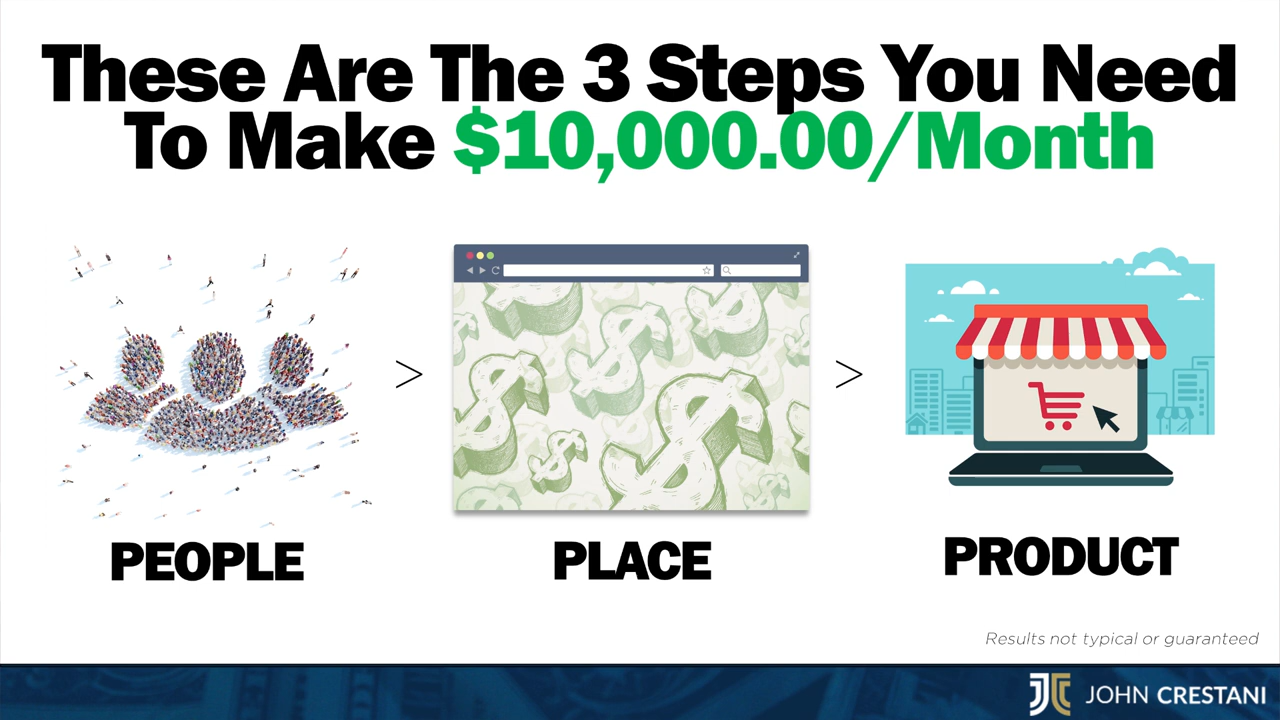 These Are The 3 Steps You Need
To Make $10,000.00/Month
>
>
PEOPLE
PLACE
PRODUCT
Results not typical or guaranteed
JOHN CRESTANI